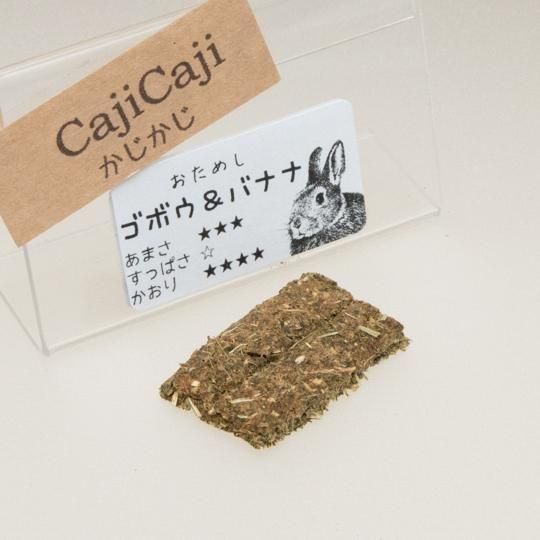 CajiCaji
かじかじ
おためし
ゴボウ&バナナ
あまさ ★★★
すっぱさ ☆
かおり ★★★★